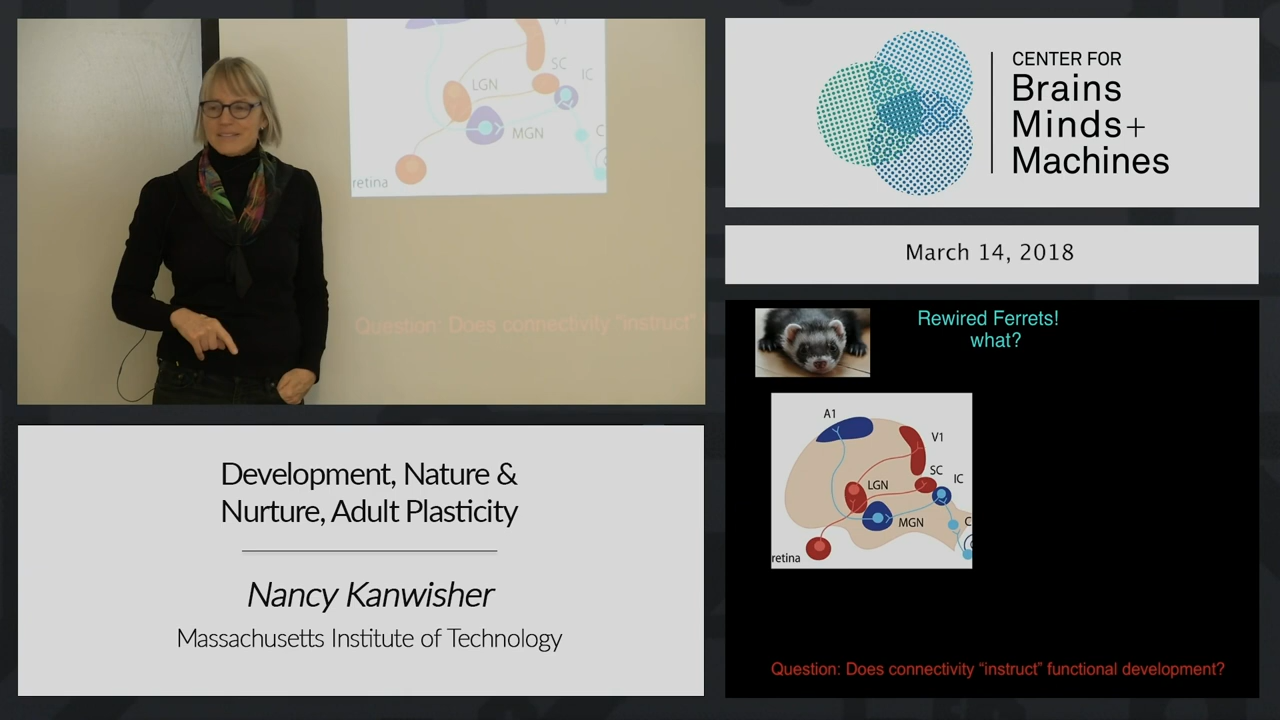 V1
SC
IC
LGN
MGN
C
retina
Question: Does connectivity “instruct”
CENTER FOR
Brains
Minds+
Machines
March 14, 2018
Rewired Ferrets!
what?
A1
V1
SC
IC
LGN
MGN
C
retina
Question: Does connectivity “instruct” functional development?
Development, Nature &
Nurture, Adult Plasticity
Nancy Kanwisher
Massachusetts Institute of Technology